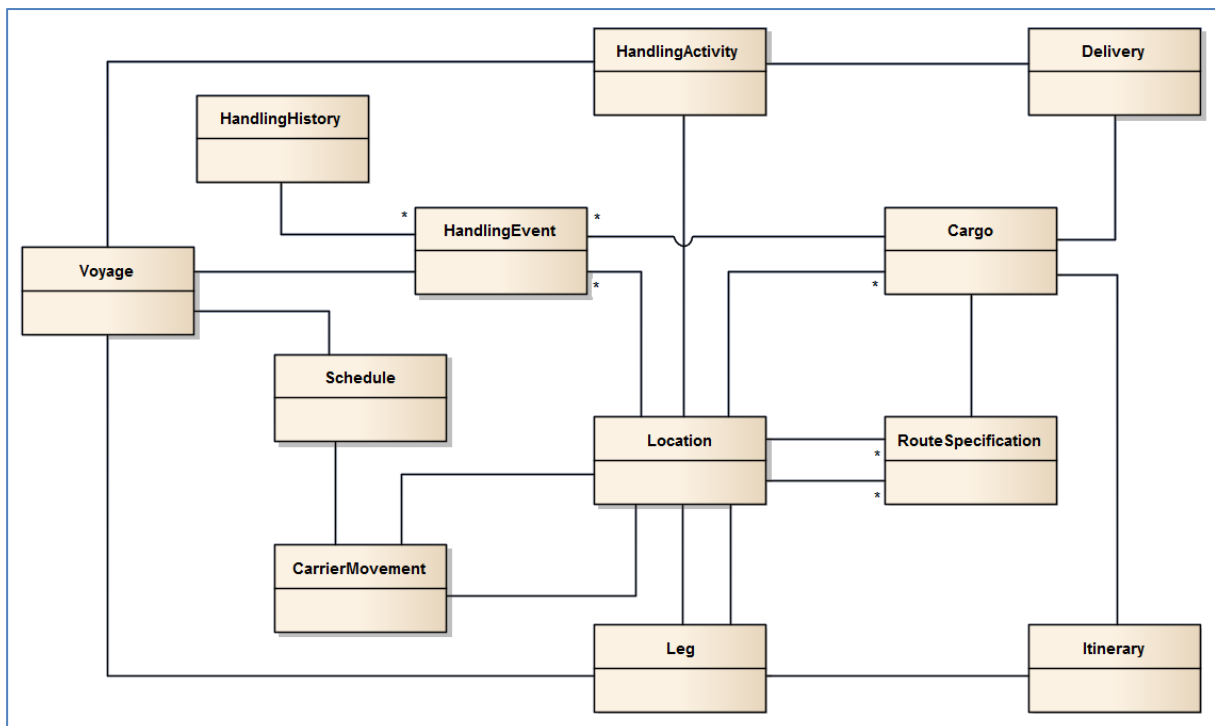 HandlingActivity
Delivery
HandlingHistory
*
*
HandlingEvent
Cargo
Voyage
*
*
Schedule
Location
RouteSpecification
*
*
CarrierMovement
Leg
Itinerary